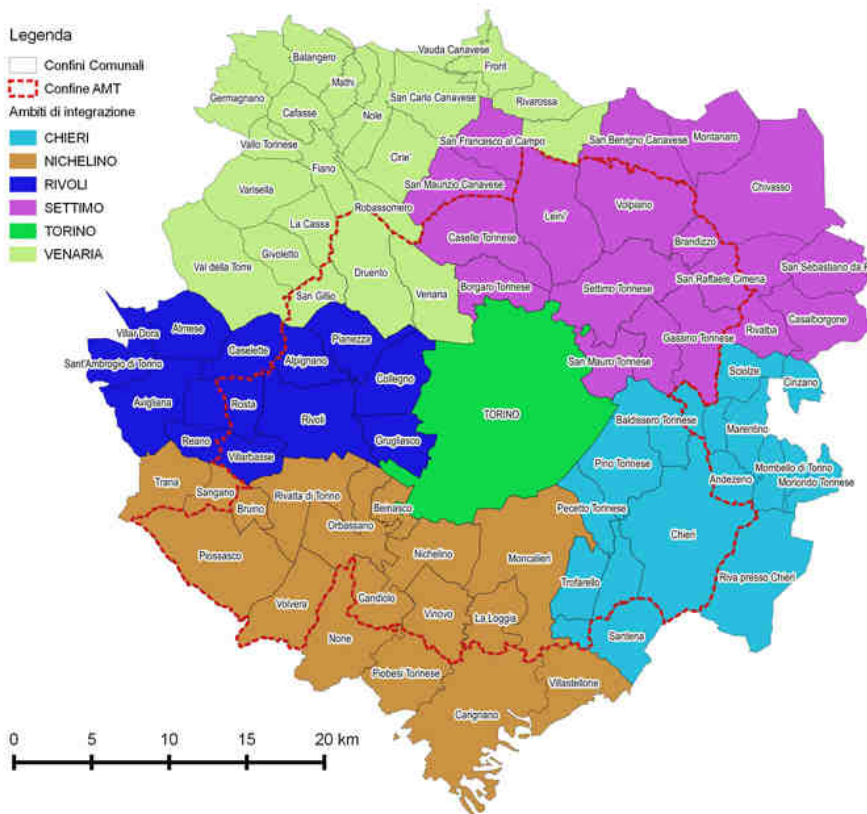 Legenda
Confini Comunali
Confine AMT
Ambiti di integrazione
CHIERI
NICHELINO
RIVOLI
SETTIMO
TORINO
VENARIA
Vauda Canavese
Balangero
Front
Mathi
Germagnano
San Carlo Canavese
Rivarossa
Cafasse
Nole
Vallo Torinese
San Francesco al Campo
San Benigno Canavese
Montanaro
Ciriè
Fiano
San Maurizio Canavese
Varisella
Chivasso
Robassomero
Leini'
Volpiano
La Cassa
Caselle Torinese
Brandizzo
Givoletto
Val della Torre
Druento
San Sebastiano da
San Raffaele Cimena
Settimo Torinese
Borgaro Torinese
San Gillio
Venaria
Casalborgone
Villar Dora
Almese
Rivalba
Gassino Torinese
Pianezza
Caselette
Alpignano
San Mauro Torinese
Sant'Ambrogio di Torino
Sciolze
Collegno
Cinzano
Avigliana
Rosta
Rivoli
TORINO
Baldissero Torinese
Marentino
Reano
Grugliasco
Villarbasse
Pino Torinese
Mombello di Torino
Andezeno
Moriondo Torinese
Trana
Sangano
Rivalta di Torino
Bruino
Beinasco
Pecetto Torinese
Orbassano
Chieri
Piossasco
Nichelino
Moncalieri
Trofarello
Riva presso Chieri
Volvera
Candiolo
Vinovo
La Loggia
None
Santena
Piobesi Torinese
Villastellone
Carignano
0 5 10 15 20 km